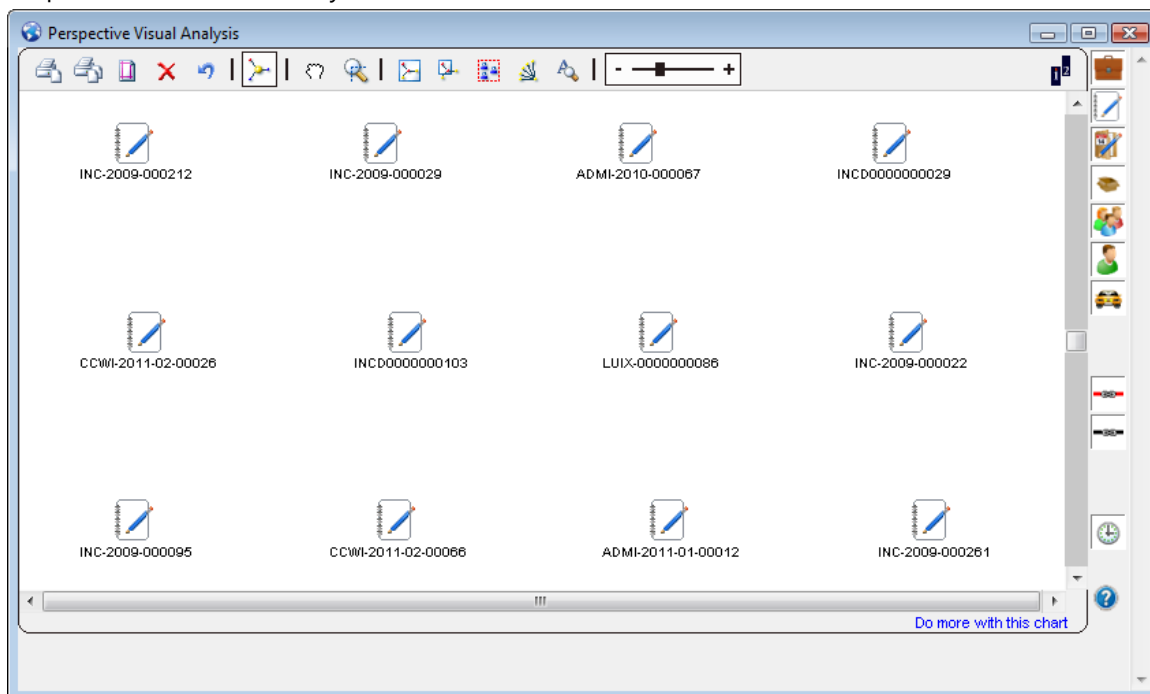 Perspective Visual Analysis
- +
1 2
INC-2009-000212 INC-2009-000029 ADMI-2010-000067 INCD0000000029
CCWI-2011-02-00026 INCD0000000103 LUIX-0000000086 INC-2009-000022
INC-2009-000095 CCWI-2011-02-00066 ADMI-2011-01-00012 INC-2009-000261
Do more with this chart